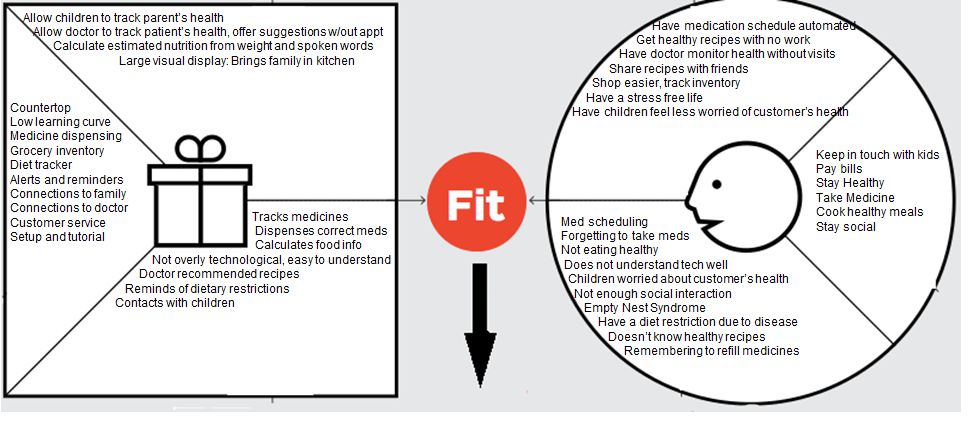 Allow children to track parent's health
Allow doctor to track patient's health, offer suggestions w/out appt
Calculate estimated nutrition from weight and spoken words
Large visual display: Brings family in kitchen
Countertop
Low learning curve
Medicine dispensing
Grocery inventory
Diet tracker
Alerts and reminders
Connections to family
Connections to doctor
Customer service
Setup and tutorial
Tracks medicines
Dispenses correct meds
Calculates food info
Not overly technological, easy to understand
Doctor recommended recipes
Reminds of dietary restrictions
Contacts with children
Fit
Have medication schedule automated
Get healthy recipes with no work
Have doctor monitor health without visits
Share recipes with friends
Shop easier, track inventory
Have a stress free life
Have children feel less worried of customer's health
Keep in touch with kids
Pay bills
Stay Healthy
Take Medicine
Cook healthy meals
Stay social
Med scheduling
Forgetting to take meds
Not eating healthy
Does not understand tech well
Children worried about customer's health
Not enough social interaction
Empty Nest Syndrome
Have a diet restriction due to disease
Doesn't know healthy recipes
Remembering to refill medicines